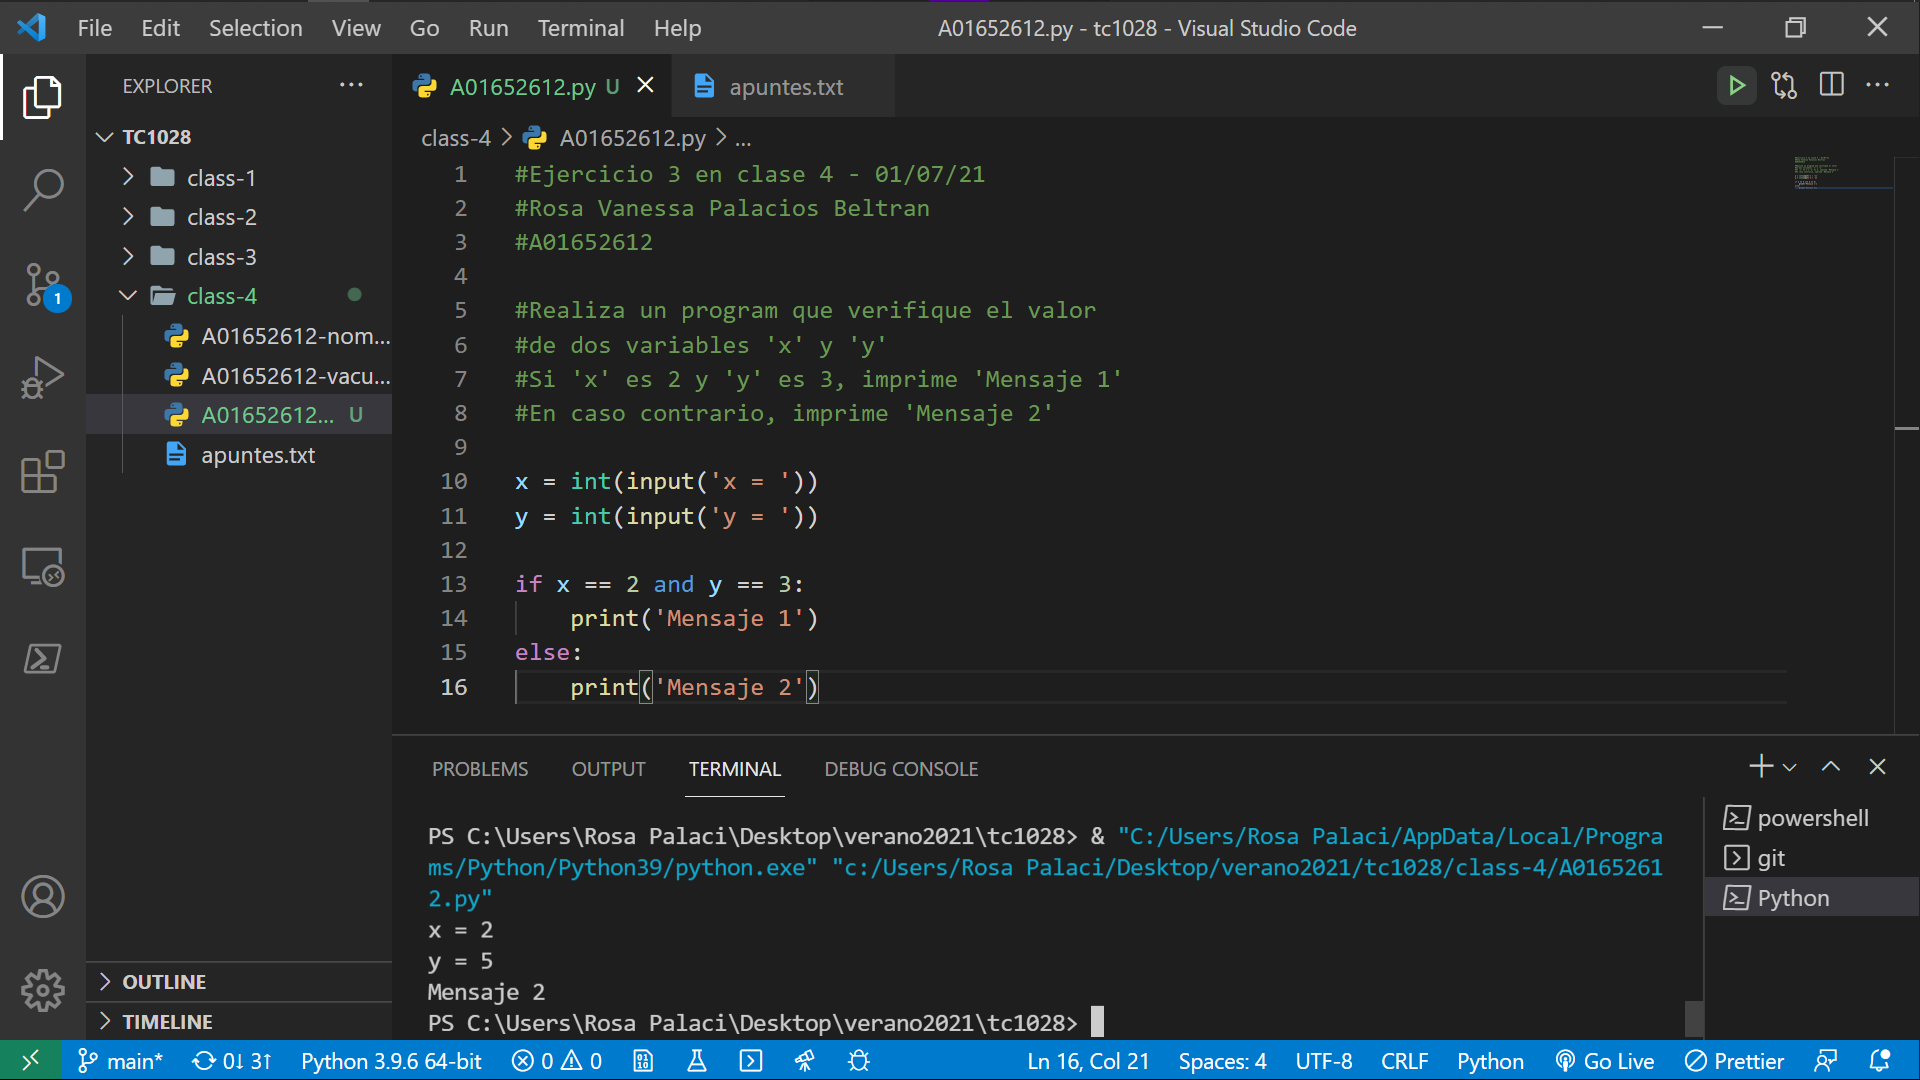 File Edit Selection View Go Run Terminal Help
A01652612.py - tc1028 - Visual Studio Code
EXPLORER
TC1028
class-1
class-2
class-3
class-4
A01652612-nom...
A01652612-vacu...
A01652612... U
apuntes.txt
OUTLINE
TIMELINE
1
A01652612.py U
apuntes.txt
class-4 > A01652612.py > ...
1 #Ejercicio 3 en clase 4 - 01/07/21
2 #Rosa Vanessa Palacios Beltran
3 #A01652612
4
5 #Realiza un program que verifique el valor
6 #de dos variables 'x' y 'y'
7 #Si 'x' es 2 y 'y' es 3, imprime 'Mensaje 1'
8 #En caso contrario, imprime 'Mensaje 2'
9
10 x = int(input('x = '))
11 y = int(input('y = '))
12
13 if x == 2 and y == 3:
14     print('Mensaje 1')
15 else:
16     print('Mensaje 2')
PROBLEMS OUTPUT TERMINAL DEBUG CONSOLE
PS C:\Users\Rosa Palaci\Desktop\verano2021\tc1028> & "C:/Users/Rosa Palaci/AppData/Local/Progra
ms/Python/Python39/python.exe" "c:/Users/Rosa Palaci/Desktop/verano2021/tc1028/class-4/A0165261
2.py"
x = 2
y = 5
Mensaje 2
PS C:\Users\Rosa Palaci\Desktop\verano2021\tc1028>
powershell
git
Python
main* 0↓ 3↑ Python 3.9.6 64-bit 0 0 Ln 16, Col 21 Spaces: 4 UTF-8 CRLF Python Go Live Prettier